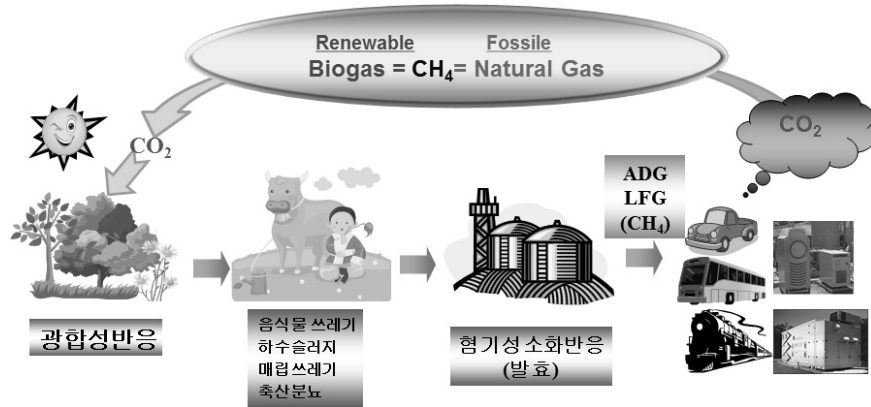 Renewable Fossile
Biogas = CH₄= Natural Gas
CO₂
CO₂
ADG
LFG
(CH₄)
광합성반응
음식물 쓰레기
하수슬러지
매립 쓰레기
축산분뇨
혐기성 소화반응
(발효)